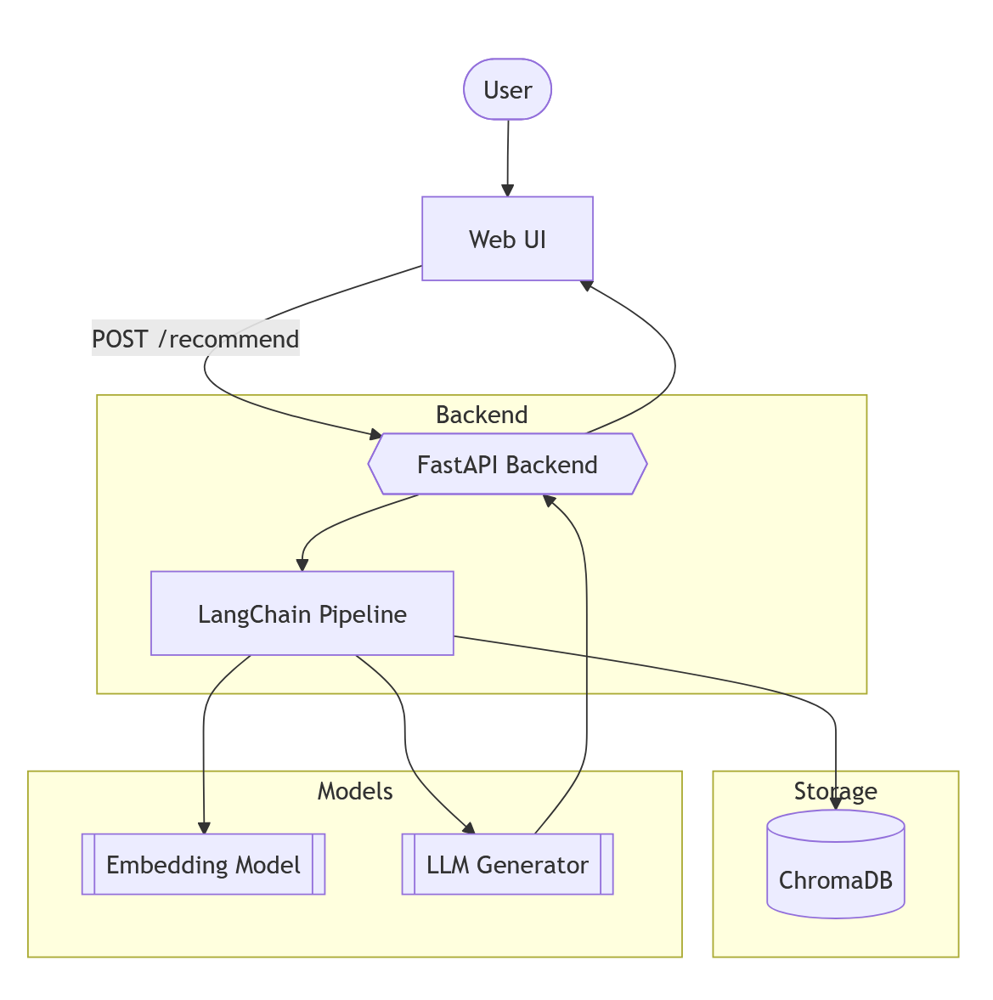 User
Web UI
POST /recommend
Backend
FastAPI Backend
LangChain Pipeline
Models
Storage
Embedding Model
LLM Generator
ChromaDB